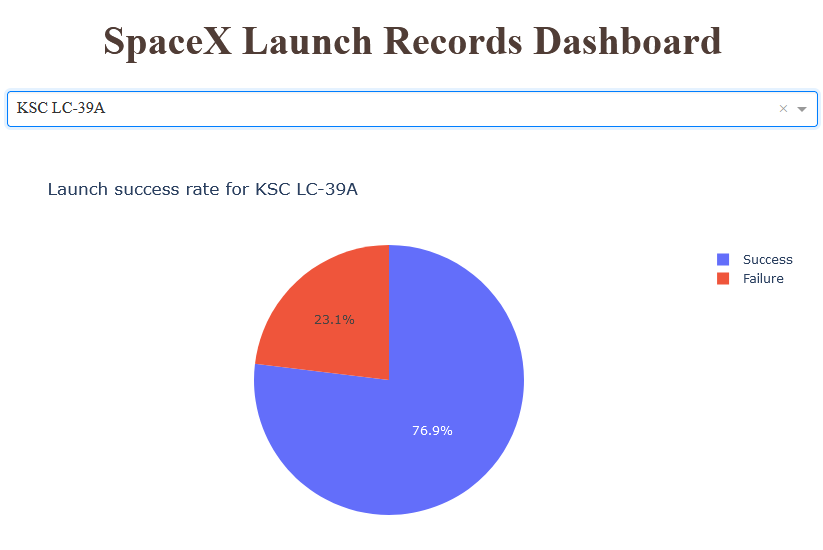 SpaceX Launch Records Dashboard
KSC LC-39A
×
Launch success rate for KSC LC-39A
Success
Failure
23.1%
76.9%